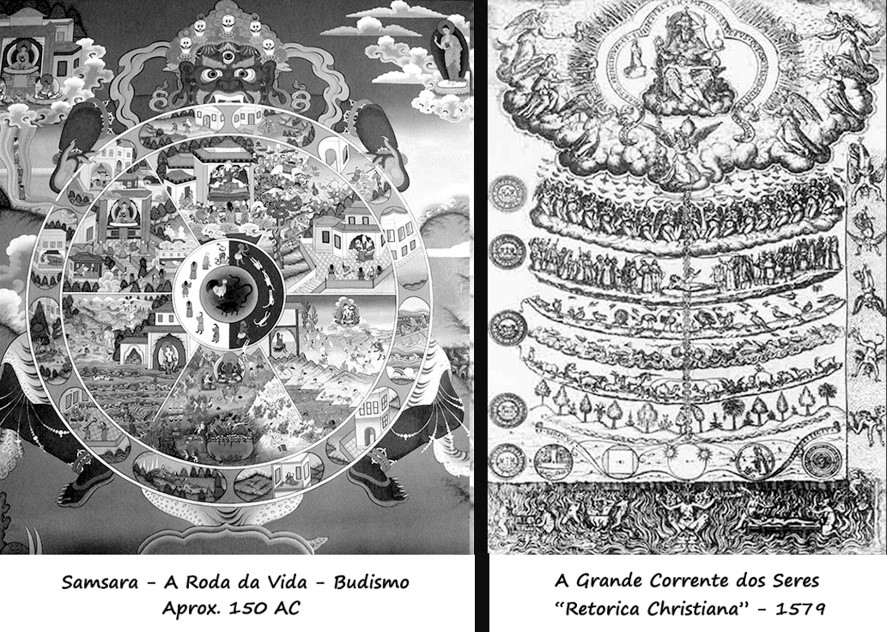 Samsara - A Roda da Vida - Budismo
Aprox. 150 AC
A Grande Corrente dos Seres
"Retorica Christiana" - 1579